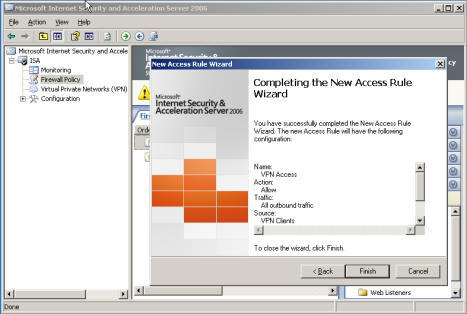 Microsoft Internet Security and Acceleration Server 2006
File Action View Help
Microsoft Internet Security and Accele
ISA
Monitoring
Firewall Policy
Virtual Private Networks (VPN)
Configuration
Microsoft
Internet Security &
cy
Fire
Orde
New Access Rule Wizard
Microsoft
Internet Security &
Acceleration Server 2006
Completing the New Access Rule
Wizard
You have successfully completed the New Access Rule
Wizard. The new Access Rule will have the following
configuration:
Name:
VPN Access
Action:
Allow
Traffic:
All outbound traffic
Source:
VPN Clients
To close the wizard, click Finish.
< Back
Finish
Cancel
Web Listeners
Done